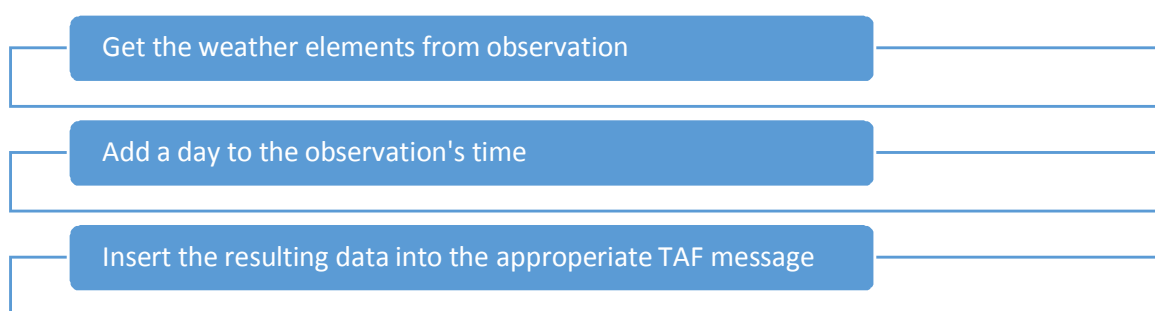 Get the weather elements from observation
Add a day to the observation's time
Insert the resulting data into the approperiate TAF message